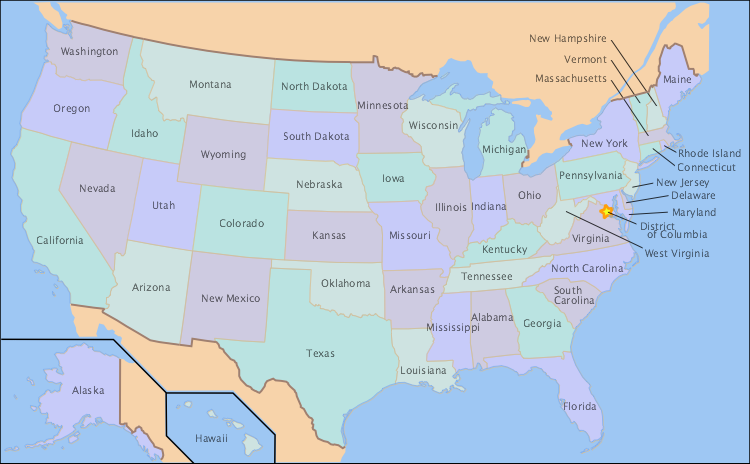 New Hampshire
Vermont
Massachusetts
Washington
Montana
North Dakota
Minnesota
Maine
Oregon
Idaho
Wisconsin
South Dakota
Michigan
New York
Wyoming
Rhode Island
Connecticut
Pennsylvania
Iowa
Nebraska
New Jersey
Nevada
Utah
Ohio
Delaware
Illinois
Indiana
Maryland
Colorado
Kansas
Missouri
District
of Columbia
California
Virginia
Kentucky
West Virginia
North Carolina
Tennessee
Oklahoma
Arizona
Arkansas
New Mexico
South
Carolina
Alabama
Mississippi
Georgia
Texas
Louisiana
Alaska
Florida
Hawaii